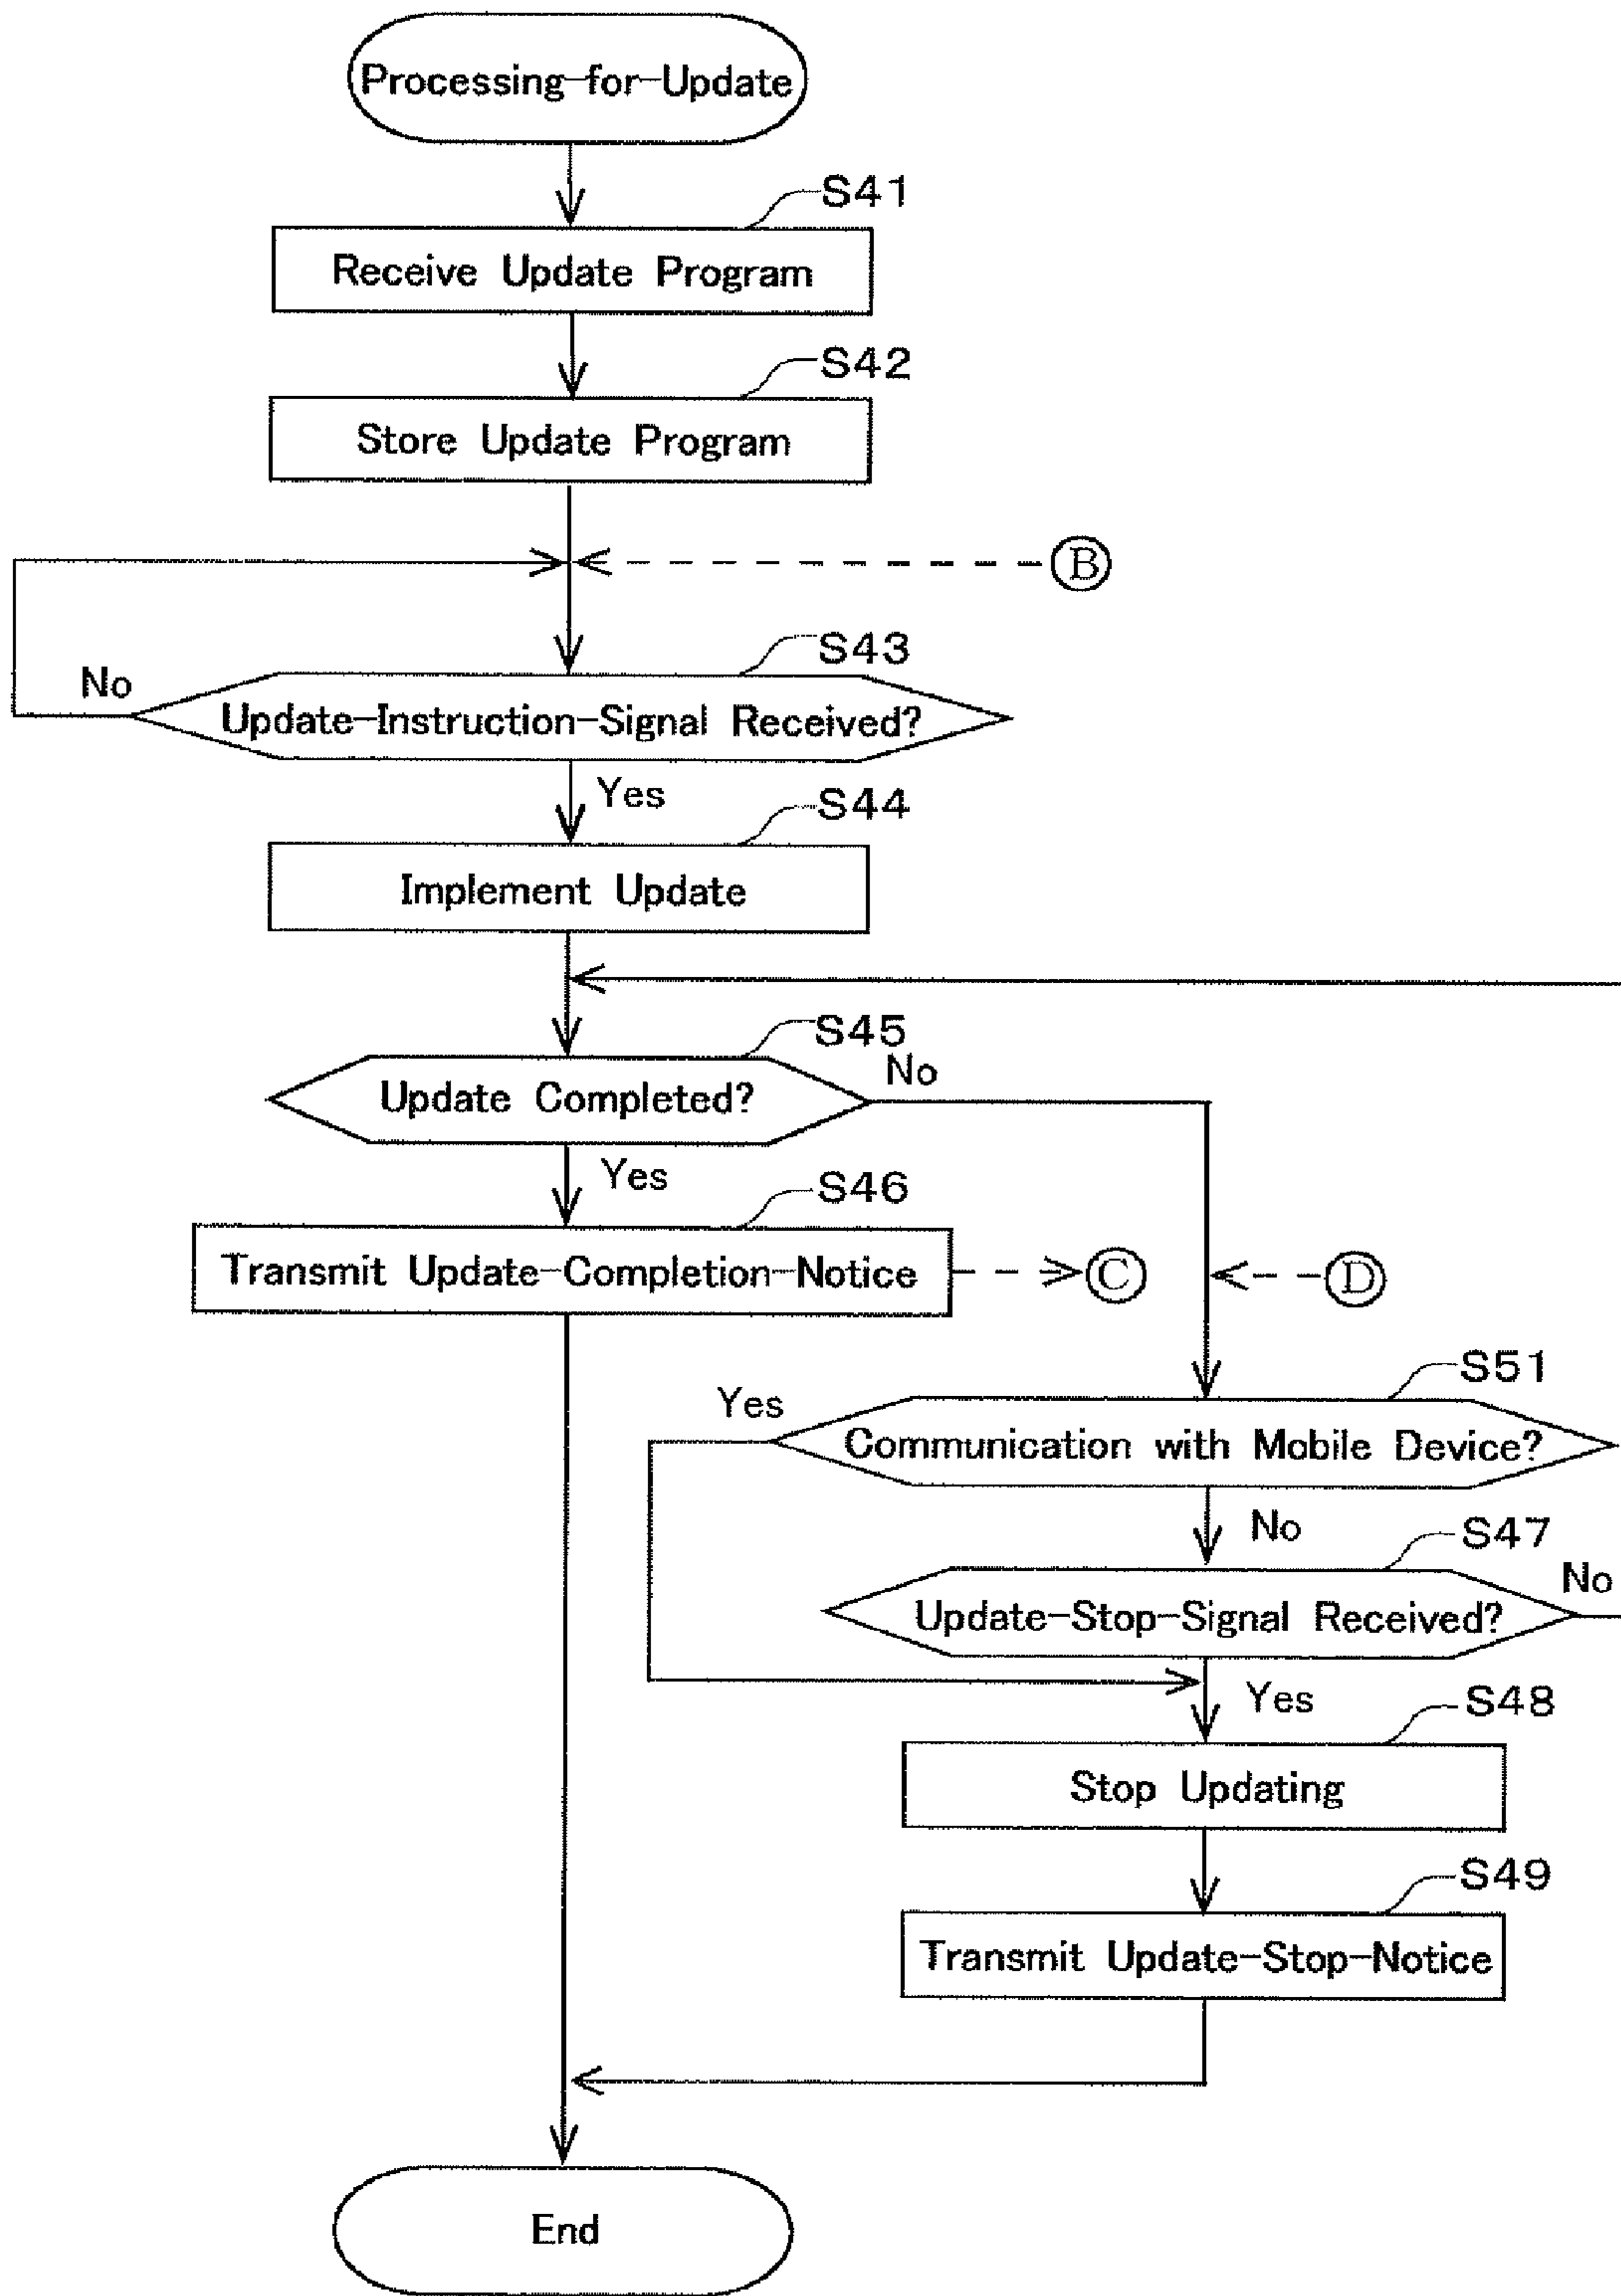 Processing-for-Update
S41
Receive Update Program
S42
Store Update Program
B
S43
No
Update-Instruction-Signal Received?
Yes
S44
Implement Update
S45
No
Update Completed?
Yes
S46
Transmit Update-Completion-Notice
C
D
S51
Yes
Communication with Mobile Device?
No
S47
No
Update-Stop-Signal Received?
Yes
S48
Stop Updating
S49
Transmit Update-Stop-Notice
End